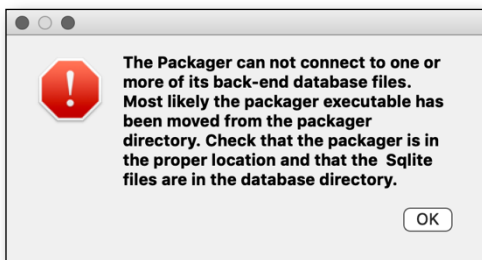 The Packager can not connect to one or
more of its back-end database files.
Most likely the packager executable has
been moved from the packager
directory. Check that the packager is in
the proper location and that the  Sqlite
files are in the database directory.
OK